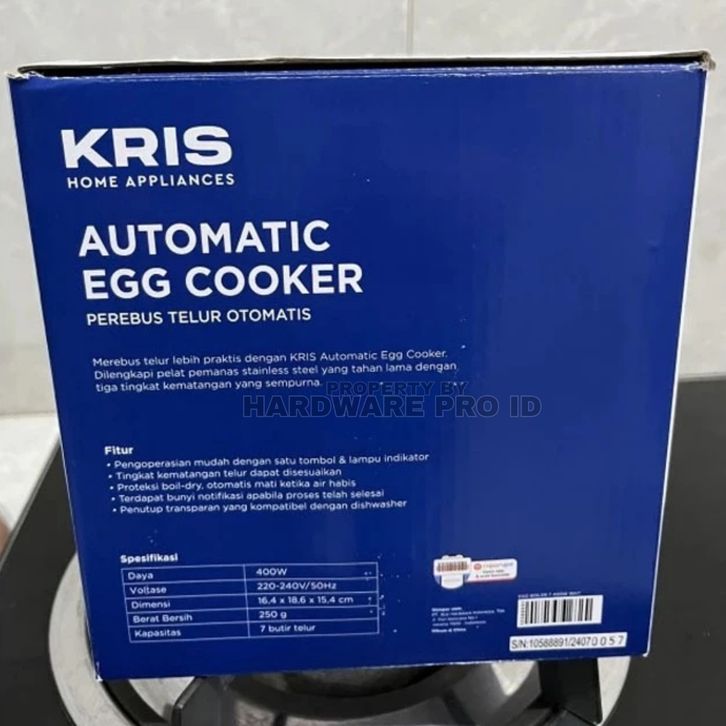 KRIS
HOME APPLIANCES
AUTOMATIC
EGG COOKER
PEREBUS TELUR OTOMATIS
Merebus telur lebih praktis dengan KRIS Automatic Egg Cooker.
Dilengkapi pelat pemanas stainless steel yang tahan lama dengan
tiga tingkat kematangan yang sempurna.
PROPERTY BY
HARDWARE PRO ID
Fitur
• Pengoperasian mudah dengan satu tombol & lampu indikator
• Tingkat kematangan telur dapat disesuaikan
• Proteksi boil-dry, otomatis mati ketika air habis
• Terdapat bunyi notifikasi apabila proses telah selesai
• Penutup transparan yang kompatibel dengan dishwasher
Spesifikasi
Daya 400W
Voltase 220-240V/50Hz
Dimensi 16,4 x 18,6 x 15,4 cm
Berat Bersih 250 g
Kapasitas 7 butir telur
S/N:10588891/24070057